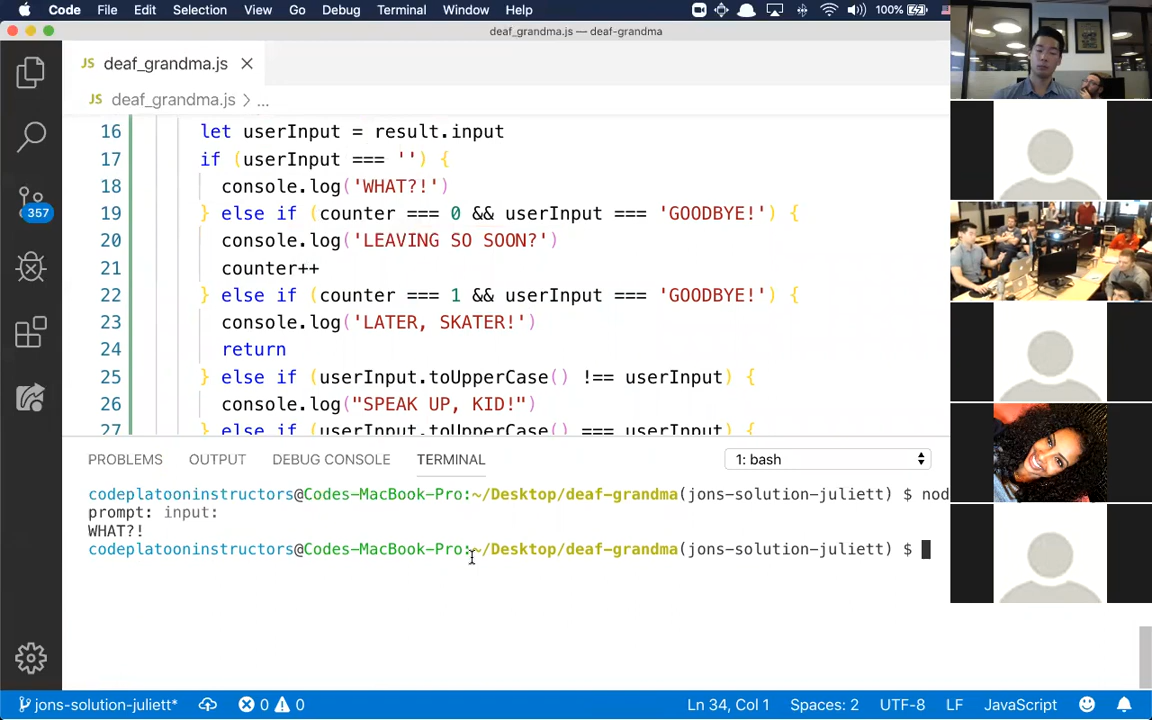 Code File Edit Selection View Go Debug Terminal Window Help 100%
deaf_grandma.js — deaf-grandma
JS deaf_grandma.js
JS deaf_grandma.js > ...
16 let userInput = result.input
17 if (userInput === '') {
18 console.log('WHAT?!')
19 } else if (counter === 0 && userInput === 'GOODBYE!') {
20 console.log('LEAVING SO SOON?')
21 counter++
22 } else if (counter === 1 && userInput === 'GOODBYE!') {
23 console.log('LATER, SKATER!')
24 return
25 } else if (userInput.toUpperCase() !== userInput) {
26 console.log("SPEAK UP, KID!")
27 } else if (userInput.toUpperCase() === userInput) {
357
PROBLEMS OUTPUT DEBUG CONSOLE TERMINAL 1: bash
codeplatooninstructors@Codes-MacBook-Pro:~/Desktop/deaf-grandma(jons-solution-juliett) $ nod
prompt: input:
WHAT?!
codeplatooninstructors@Codes-MacBook-Pro:~/Desktop/deaf-grandma(jons-solution-juliett) $
jons-solution-juliett* 0 0 Ln 34, Col 1 Spaces: 2 UTF-8 LF JavaScript